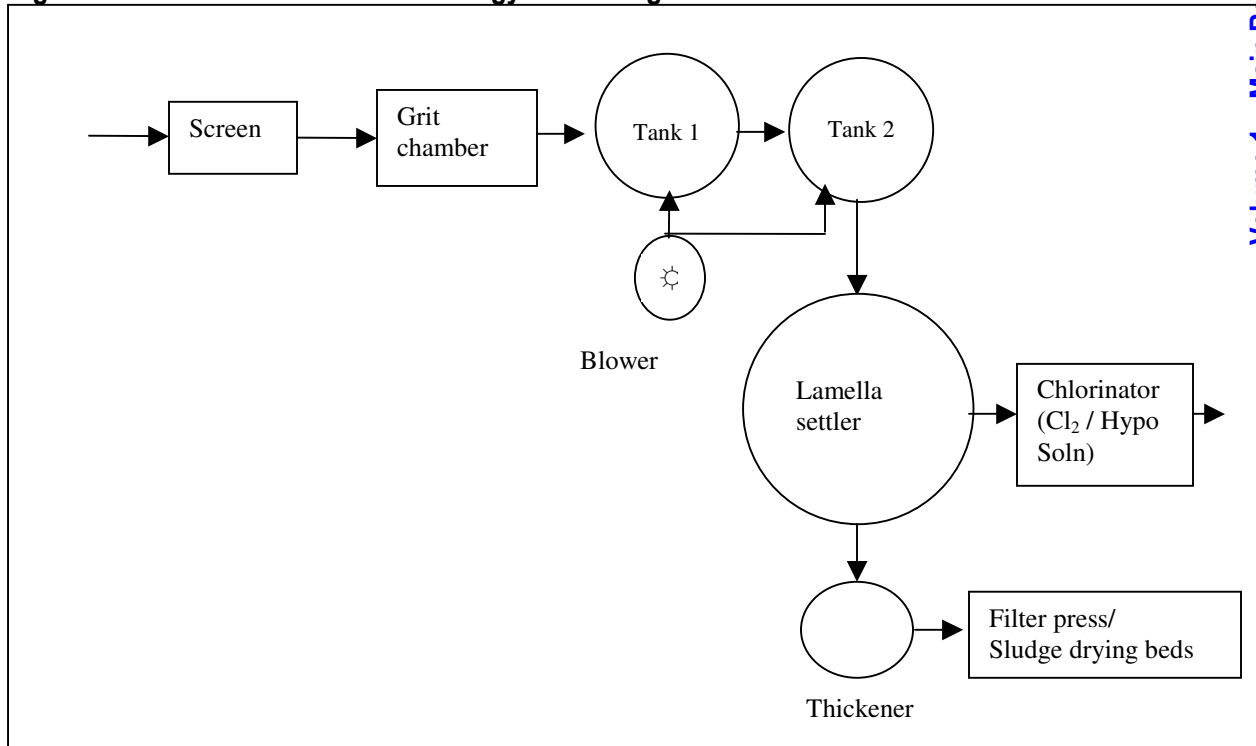 Screen
Grit
chamber
Tank 1
Tank 2
Blower
Lamella
settler
Chlorinator
(Cl₂ / Hypo
Soln)
Filter press/
Sludge drying beds
Thickener